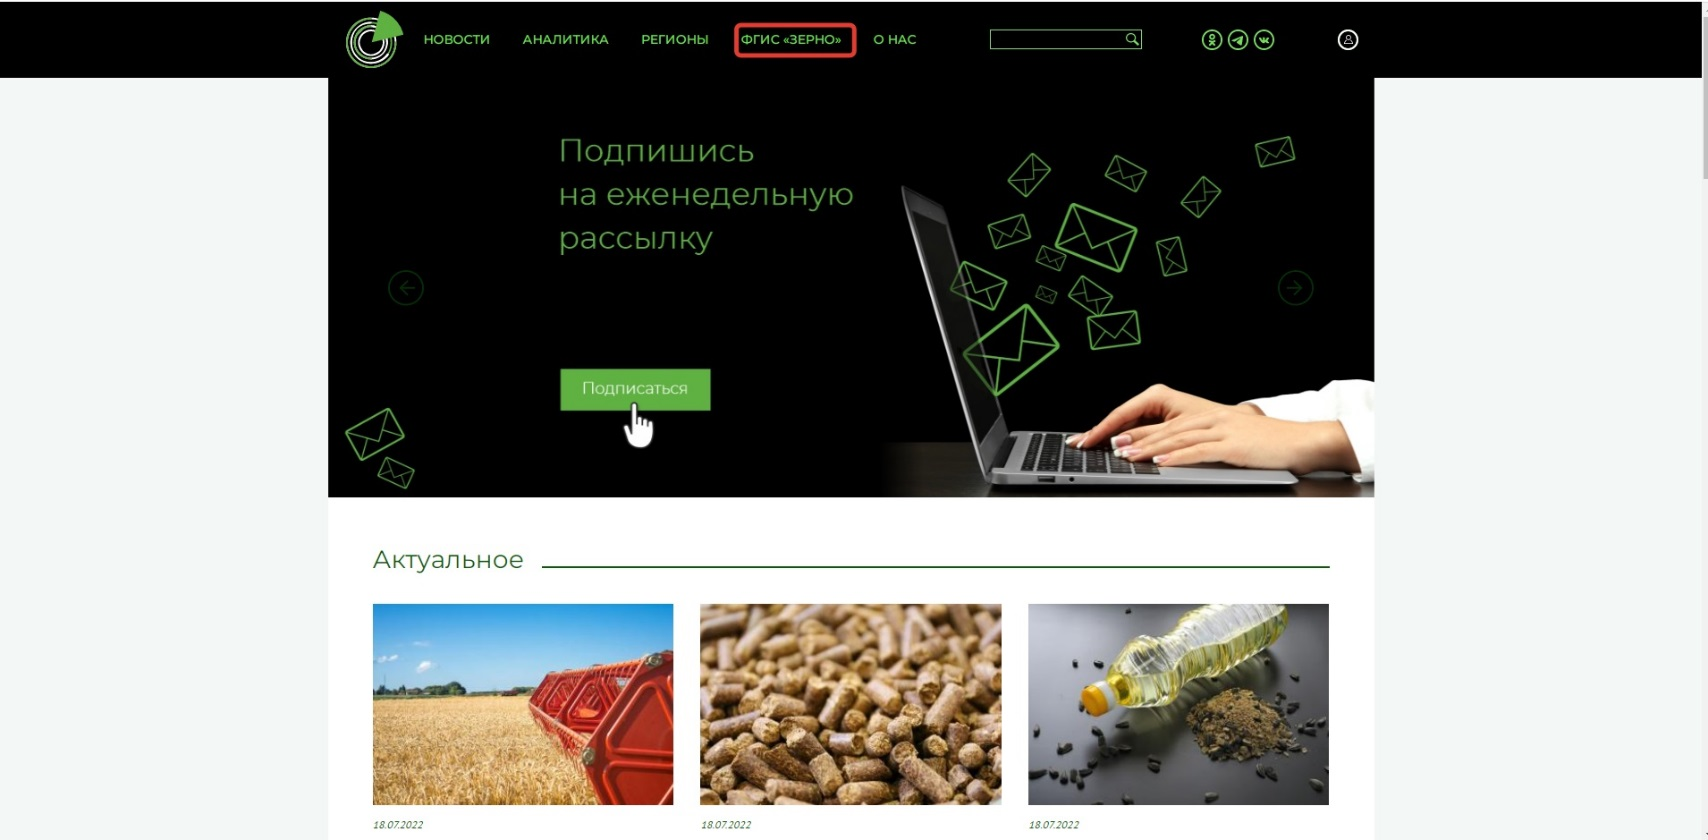 НОВОСТИ АНАЛИТИКА РЕГИОНЫ ФГИС «ЗЕРНО» О НАС
Подпишись
на еженедельную
рассылку
Подписаться
Актуальное
18.07.2022 18.07.2022 18.07.2022